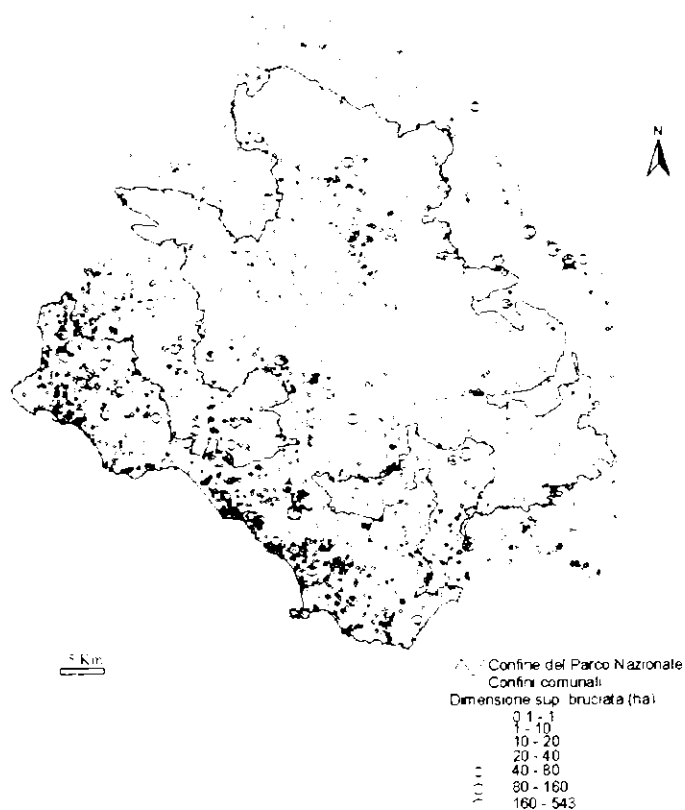 N
5 Km
Confine del Parco Nazionale
Confini comunali
Dimensione sup. bruciata (ha)
0.1 - 1
1 - 10
10 - 20
20 - 40
40 - 80
80 - 160
160 - 543